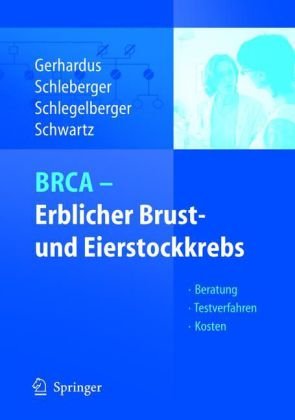 Gerhardus
Schleberger
Schlegelberger
Schwartz
BRCA –
Erblicher Brust-
und Eierstockkrebs
· Beratung
· Testverfahren
· Kosten
Springer